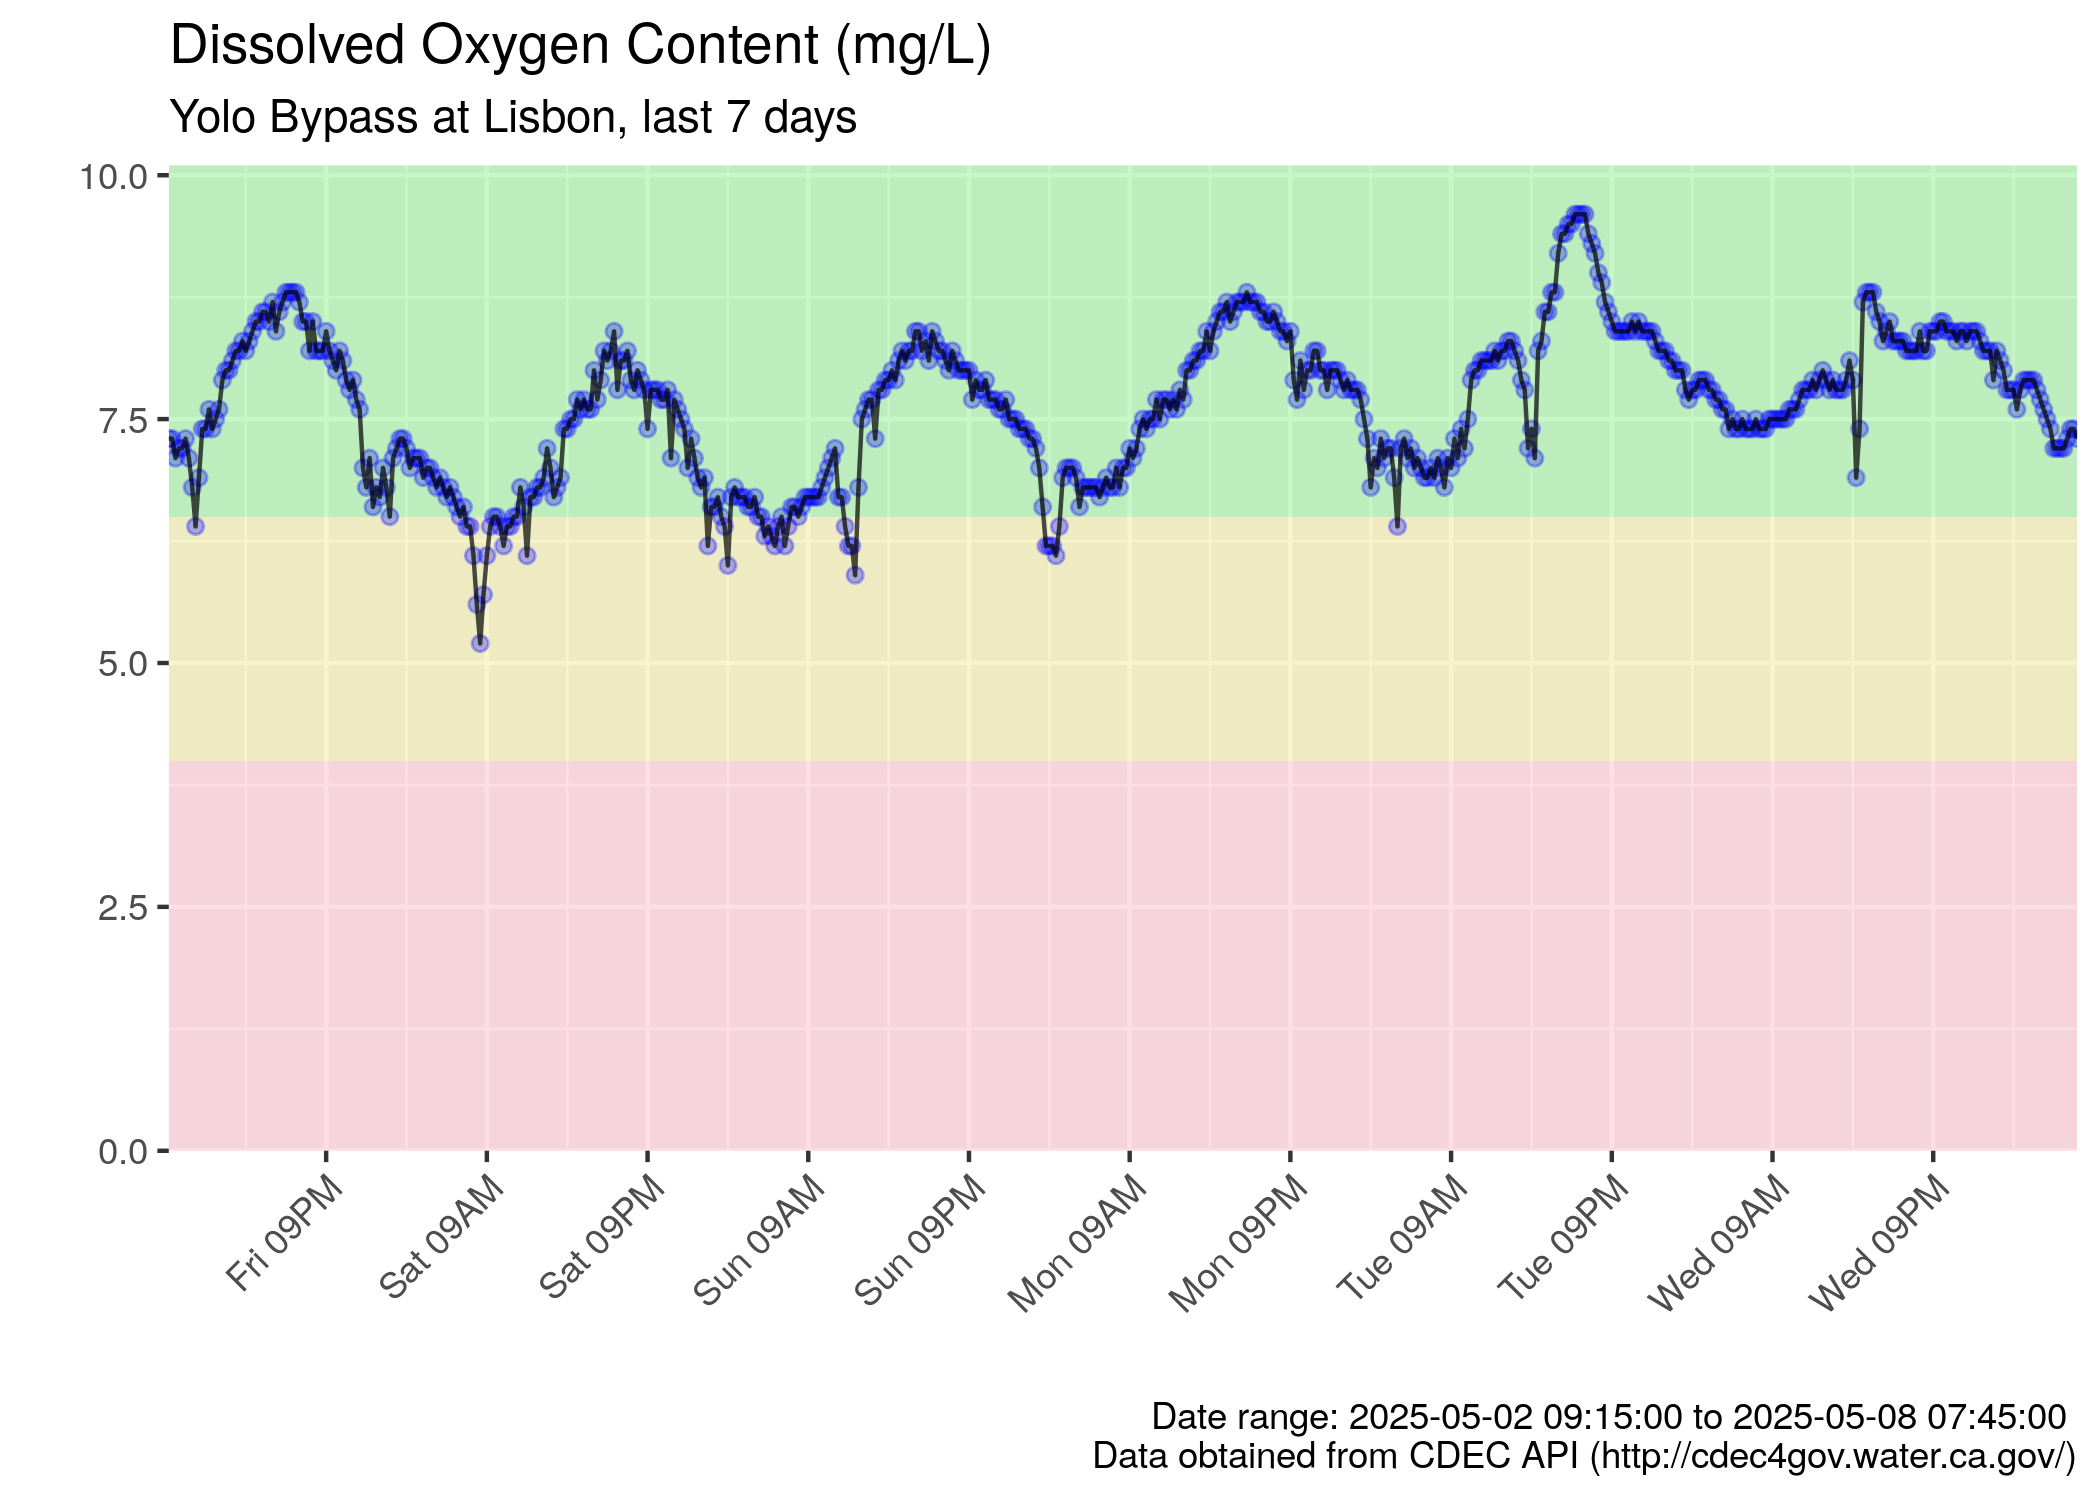 Dissolved Oxygen Content (mg/L)
Yolo Bypass at Lisbon, last 7 days
10.0
7.5
5.0
2.5
0.0
Fri 09PM
Sat 09AM
Sat 09PM
Sun 09AM
Sun 09PM
Mon 09AM
Mon 09PM
Tue 09AM
Tue 09PM
Wed 09AM
Wed 09PM
Date range: 2025-05-02 09:15:00 to 2025-05-08 07:45:00
Data obtained from CDEC API (http://cdec4gov.water.ca.gov/)